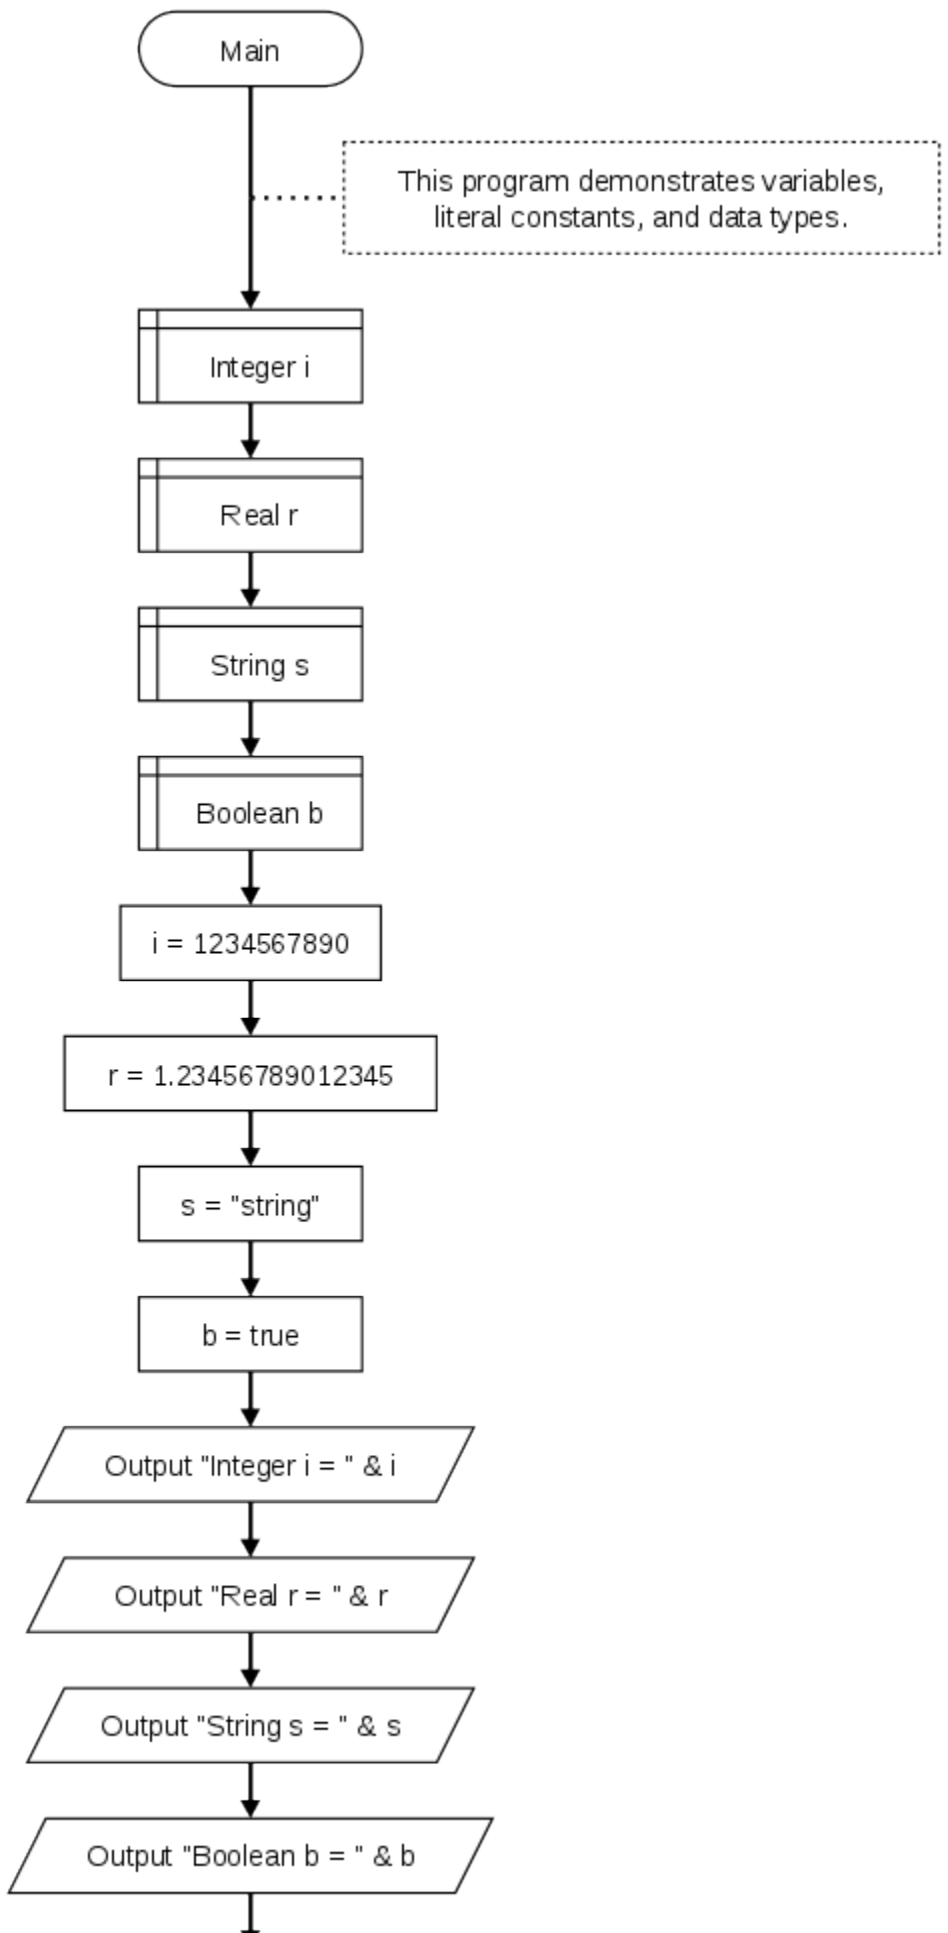 Main
This program demonstrates variables,
literal constants, and data types.
Integer i
Real r
String s
Boolean b
i = 1234567890
r = 1.23456789012345
s = "string"
b = true
Output "Integer i = " & i
Output "Real r = " & r
Output "String s = " & s
Output "Boolean b = " & b